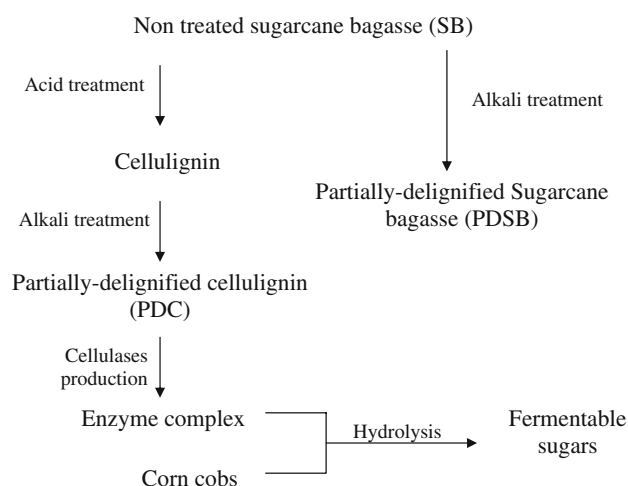 Non treated sugarcane bagasse (SB)
Acid treatment
Alkali treatment
Cellulignin
Partially-delignified Sugarcane
bagasse (PDSB)
Alkali treatment
Partially-delignified cellulignin
(PDC)
Cellulases
production
Enzyme complex
Hydrolysis
Fermentable
sugars
Corn cobs